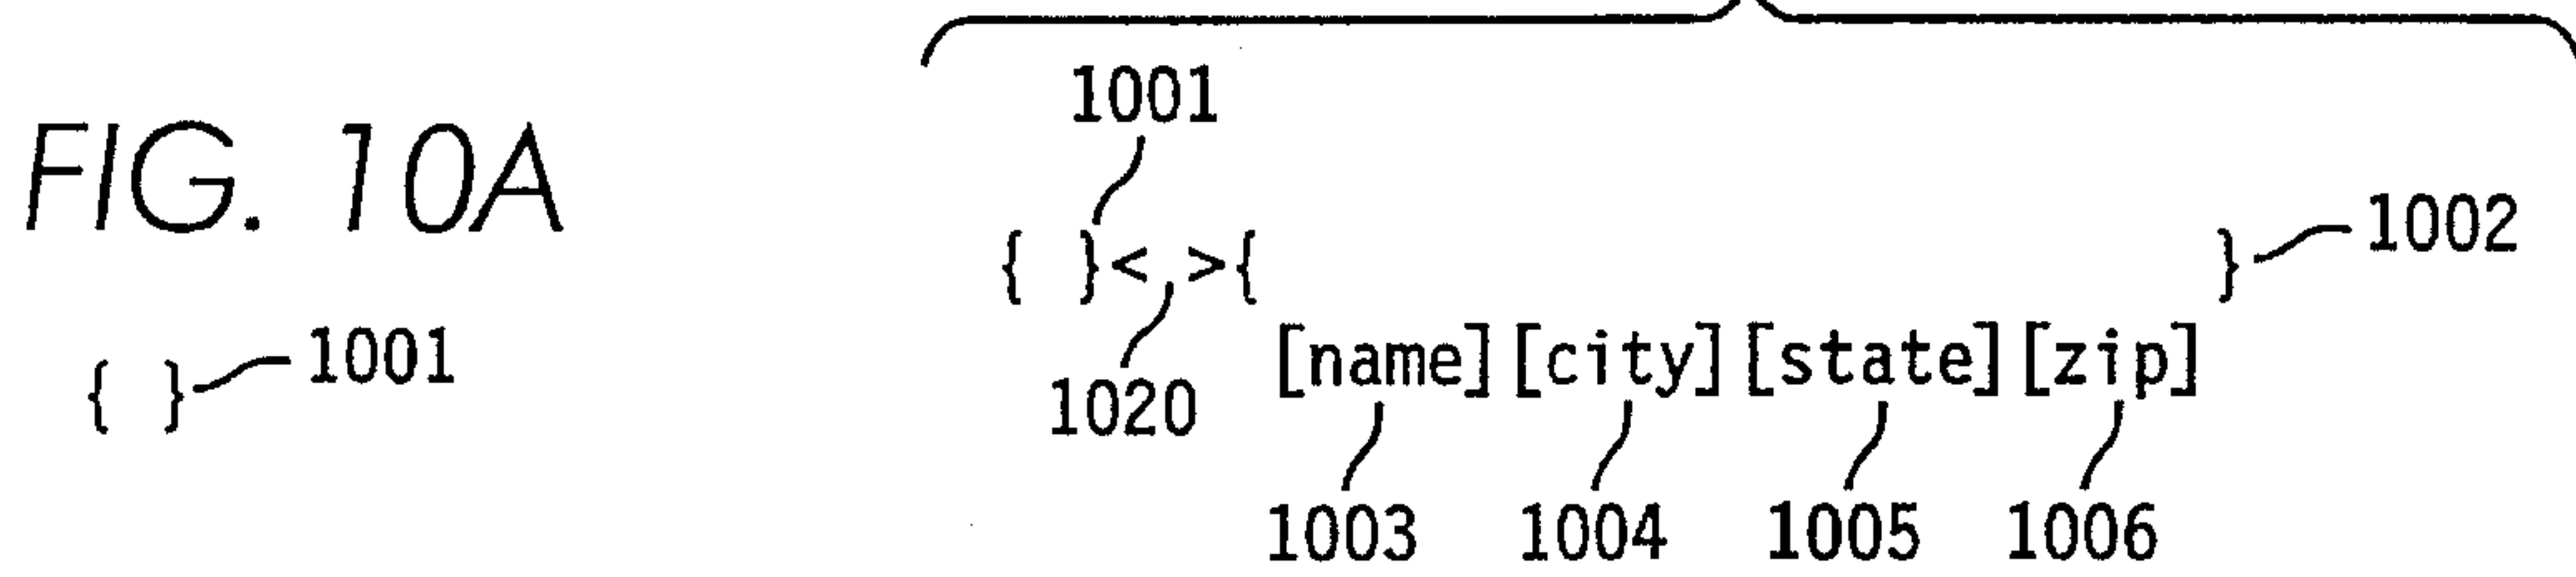 FIG. 10A
{ } 1001
1001
{ }< >{ } 1002
1020
[name][city][state][zip]
1003 1004 1005 1006